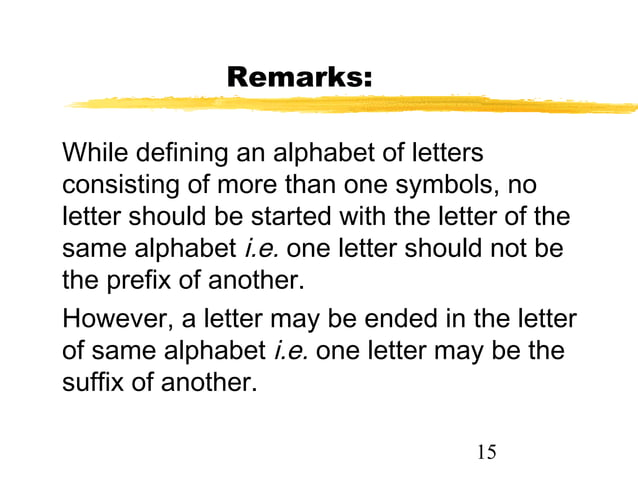 Remarks:
While defining an alphabet of letters
consisting of more than one symbols, no
letter should be started with the letter of the
same alphabet i.e. one letter should not be
the prefix of another.
However, a letter may be ended in the letter
of same alphabet i.e. one letter may be the
suffix of another.
15